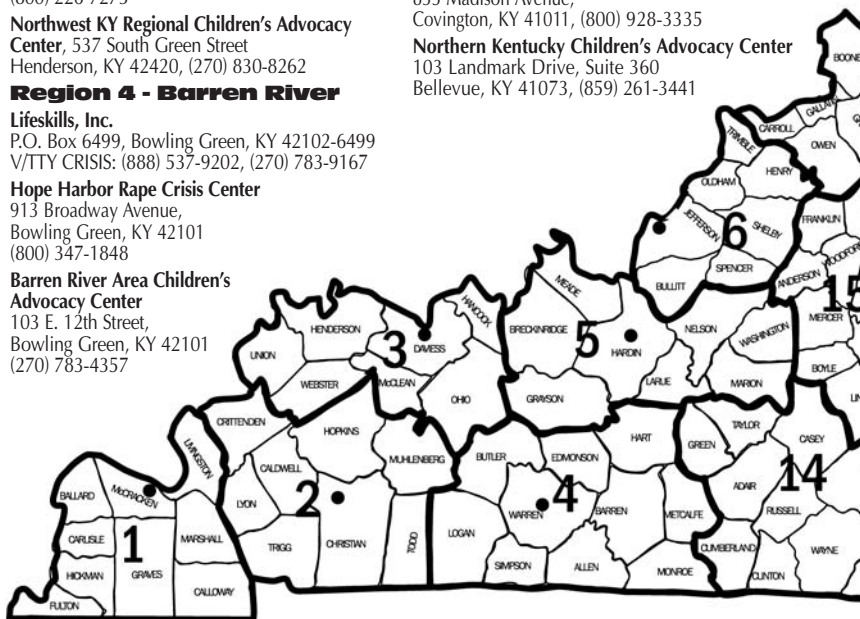 Northwest KY Regional Children's Advocacy
Center, 537 South Green Street
Henderson, KY 42420, (270) 830-8262
Region 4 - Barren River
Lifeskills, Inc.
P.O. Box 6499, Bowling Green, KY 42102-6499
V/TTY CRISIS: (888) 537-9202, (270) 783-9167
Hope Harbor Rape Crisis Center
913 Broadway Avenue,
Bowling Green, KY 42101
(800) 347-1848
Barren River Area Children's
Advocacy Center
103 E. 12th Street,
Bowling Green, KY 42101
(270) 783-4357
Madison Avenue,
Covington, KY 41011, (800) 928-3335
Northern Kentucky Children's Advocacy Center
103 Landmark Drive, Suite 360
Bellevue, KY 41073, (859) 261-3441
BOONE
GALLATIN
CARROLL
TRIMBLE
OWEN
HENRY
OLDHAM
JEFFERSON
6
SHELBY
FRANKLIN
WOODFORD
SPENCER
BULLITT
ANDERSON
15
MERCER
BOYLE
MEADE
BRECKINRIDGE
5
HARDIN
NELSON
WASHINGTON
LARUE
MARION
GRAYSON
HANCOCK
HENDERSON
3
DAVIESS
UNION
WEBSTER
McCLEAN
OHIO
CRITTENDEN
LIVINGSTON
HOPKINS
MUHLENBERG
CALDWELL
LYON
2
TRIGG
CHRISTIAN
TODD
BUTLER
EDMONSON
HART
WARREN
4
BARREN
METCALFE
LOGAN
SIMPSON
ALLEN
MONROE
GREEN
TAYLOR
CASEY
ADAIR
14
RUSSELL
CUMBERLAND
WAYNE
CLINTON
BALLARD
McCRACKEN
CARLISLE
1
MARSHALL
HICKMAN
GRAVES
CALLOWAY
FULTON